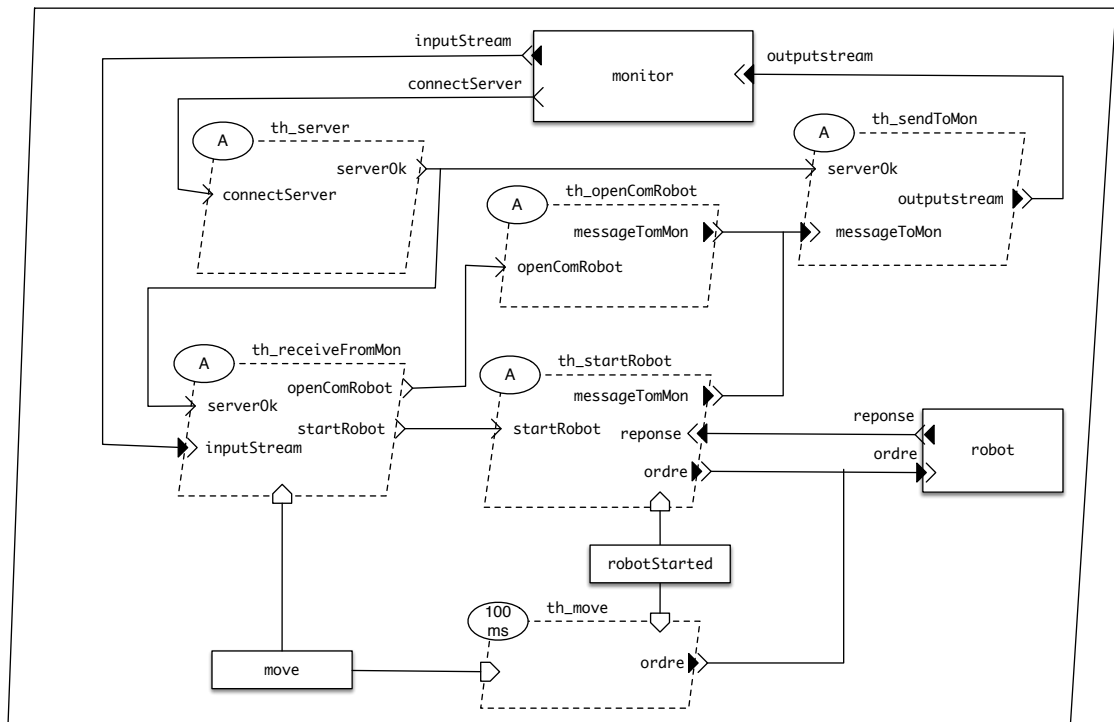 inputStream
monitor
outputstream
connectServer
A
th_server
A
th_sendToMon
serverOk
serverOk
connectServer
A
th_openComRobot
outputstream
messageTomMon
messageToMon
openComRobot
A
th_receiveFromMon
A
th_startRobot
openComRobot
messageTomMon
serverOk
reponse
startRobot
startRobot
reponse
inputStream
ordre
robot
ordre
robotStarted
100
ms
th_move
move
ordre